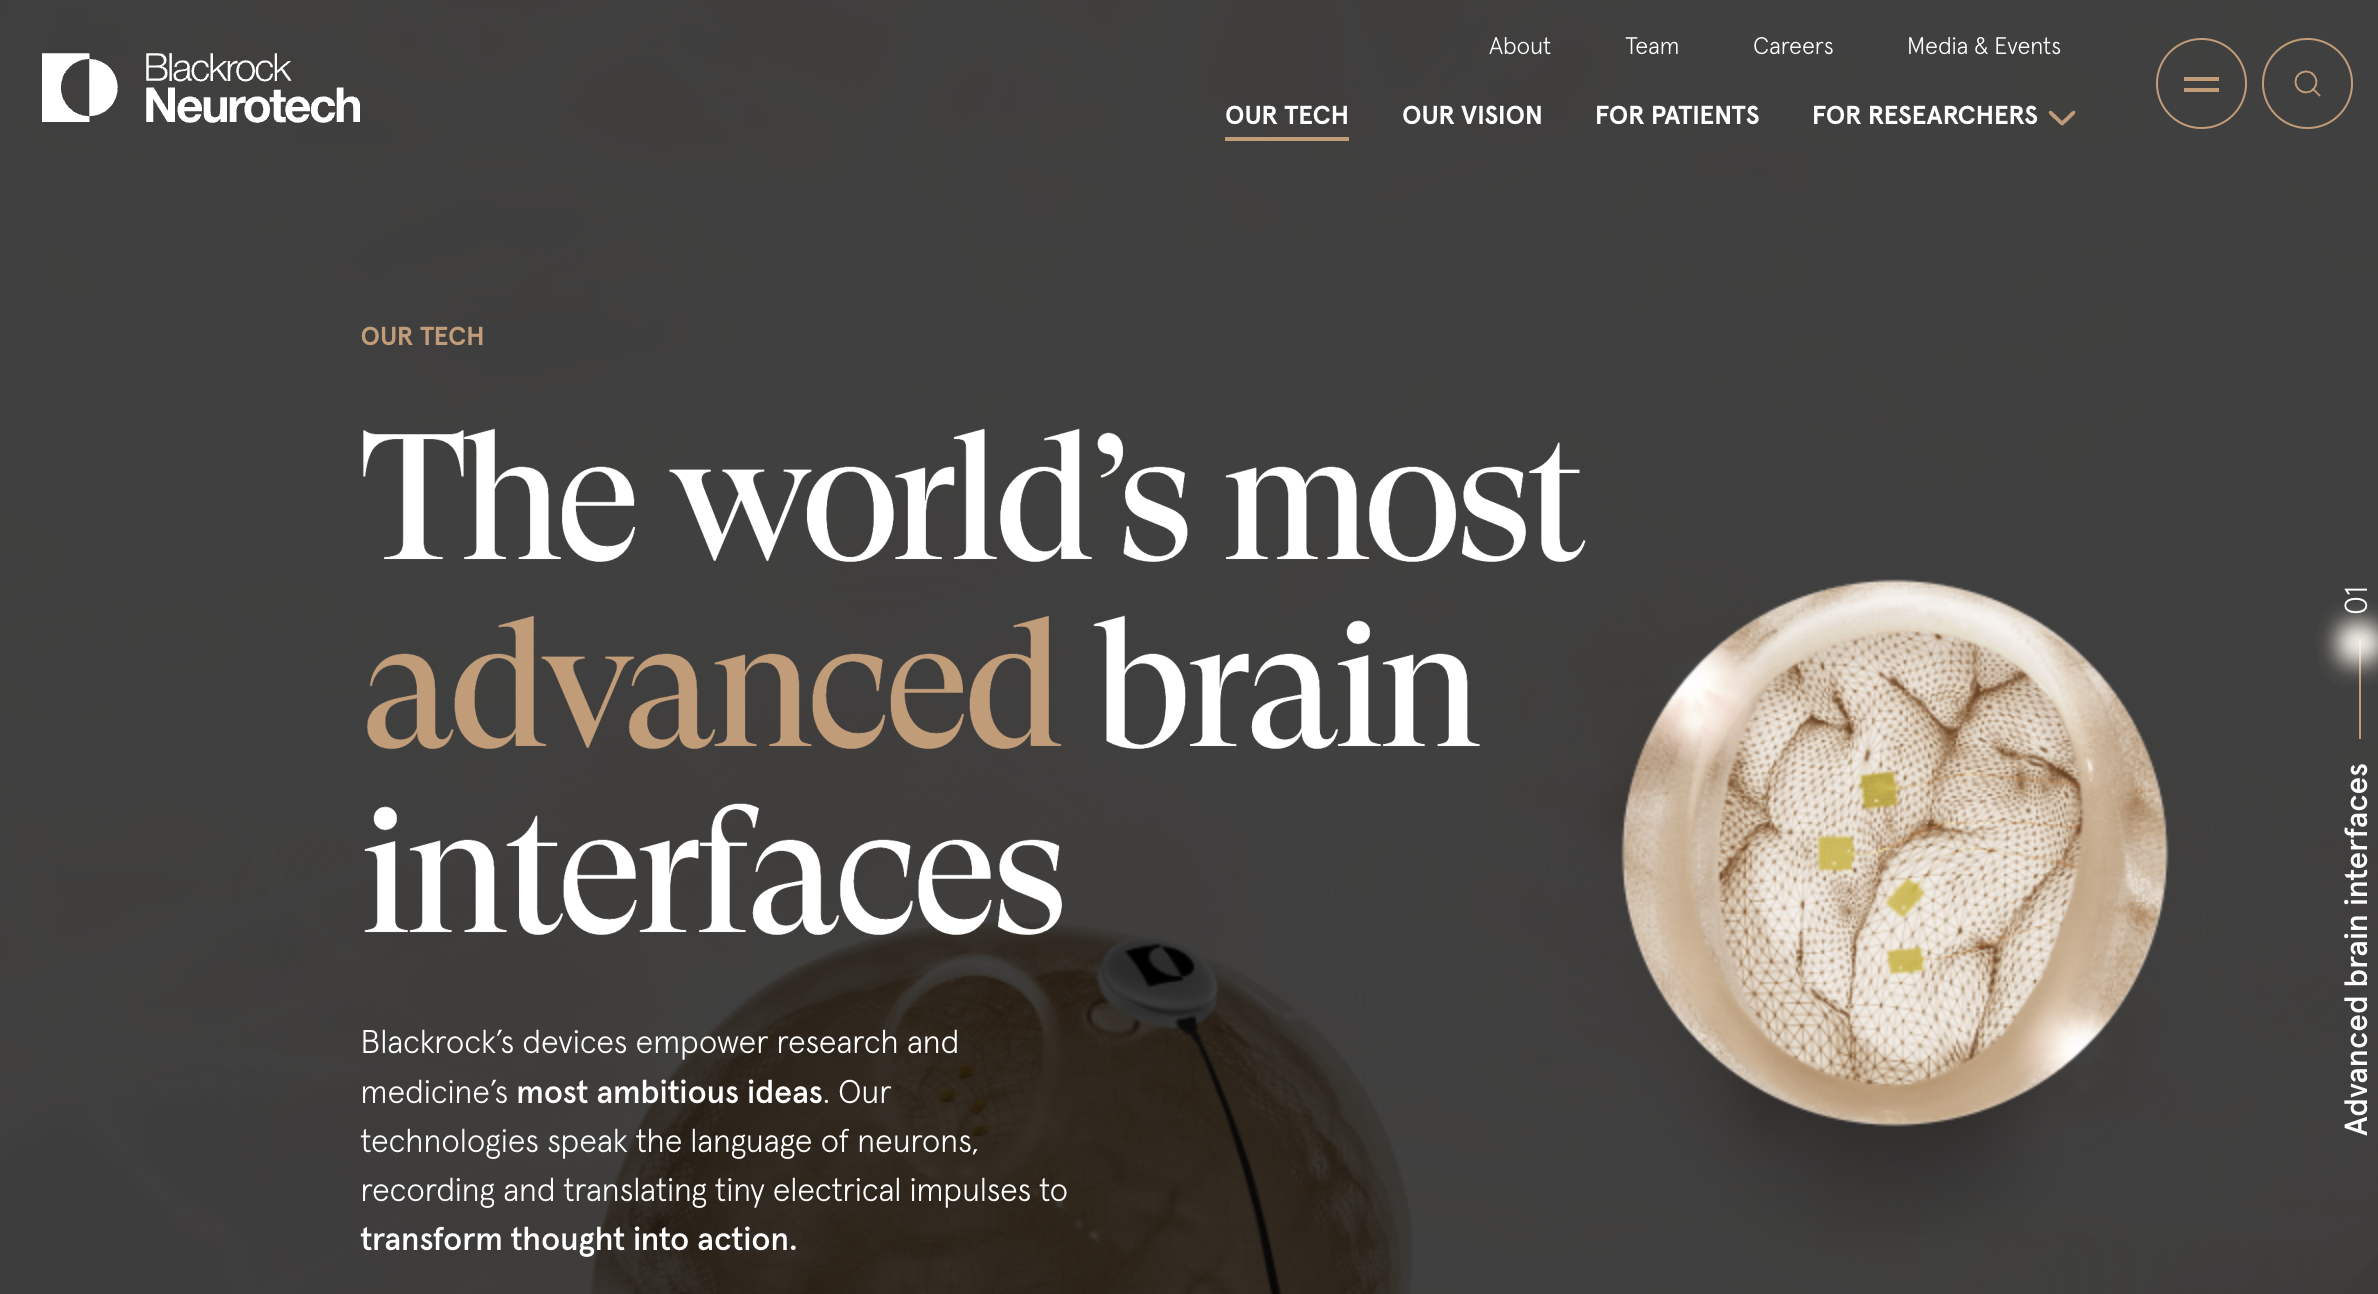 Blackrock
Neurotech
About
Team
Careers
Media & Events
OUR TECH
OUR VISION
FOR PATIENTS
FOR RESEARCHERS
OUR TECH
The world’s most
advanced brain
interfaces
Blackrock’s devices empower research and
medicine’s most ambitious ideas. Our
technologies speak the language of neurons,
recording and translating tiny electrical impulses to
transform thought into action.
Advanced brain interfaces
01